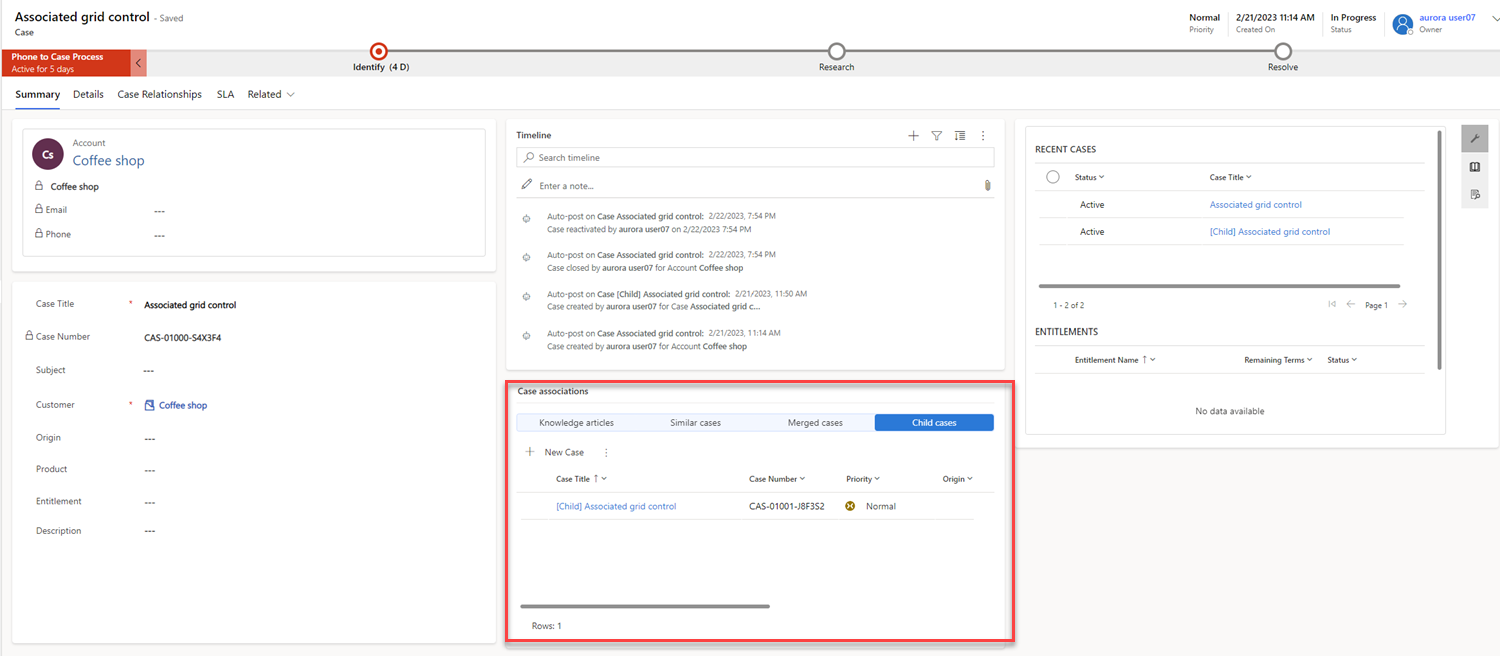 Associated grid control - Saved
Case
Normal
Priority
2/21/2023 11:14 AM
Created On
In Progress
Status
aurora user07
Owner
Phone to Case Process
Active for 5 days
Identify (4 D)
Research
Resolve
Summary Details Case Relationships SLA Related
Cs
Account
Coffee shop
Coffee shop
Email ---
Phone ---
Case Title * Associated grid control
Case Number CAS-01000-S4X3F4
Subject ---
Customer * Coffee shop
Origin ---
Product ---
Entitlement ---
Description ---
Timeline
Search timeline
Enter a note...
Auto-post on Case Associated grid control: 2/22/2023, 7:54 PM
Case reactivated by aurora user07 on 2/22/2023 7:54 PM
Auto-post on Case Associated grid control: 2/22/2023, 7:54 PM
Case closed by aurora user07 for Account Coffee shop
Auto-post on Case [Child] Associated grid control: 2/21/2023, 11:50 AM
Case created by aurora user07 for Case Associated grid c...
Auto-post on Case Associated grid control: 2/21/2023, 11:14 AM
Case created by aurora user07 for Account Coffee shop
Case associations
Knowledge articles Similar cases Merged cases Child cases
New Case
Case Title Case Number Priority Origin
[Child] Associated grid control CAS-01001-J8F3S2 Normal
Rows: 1
RECENT CASES
Status Case Title
Active Associated grid control
Active [Child] Associated grid control
1 - 2 of 2 Page 1
ENTITLEMENTS
Entitlement Name Remaining Terms Status
No data available